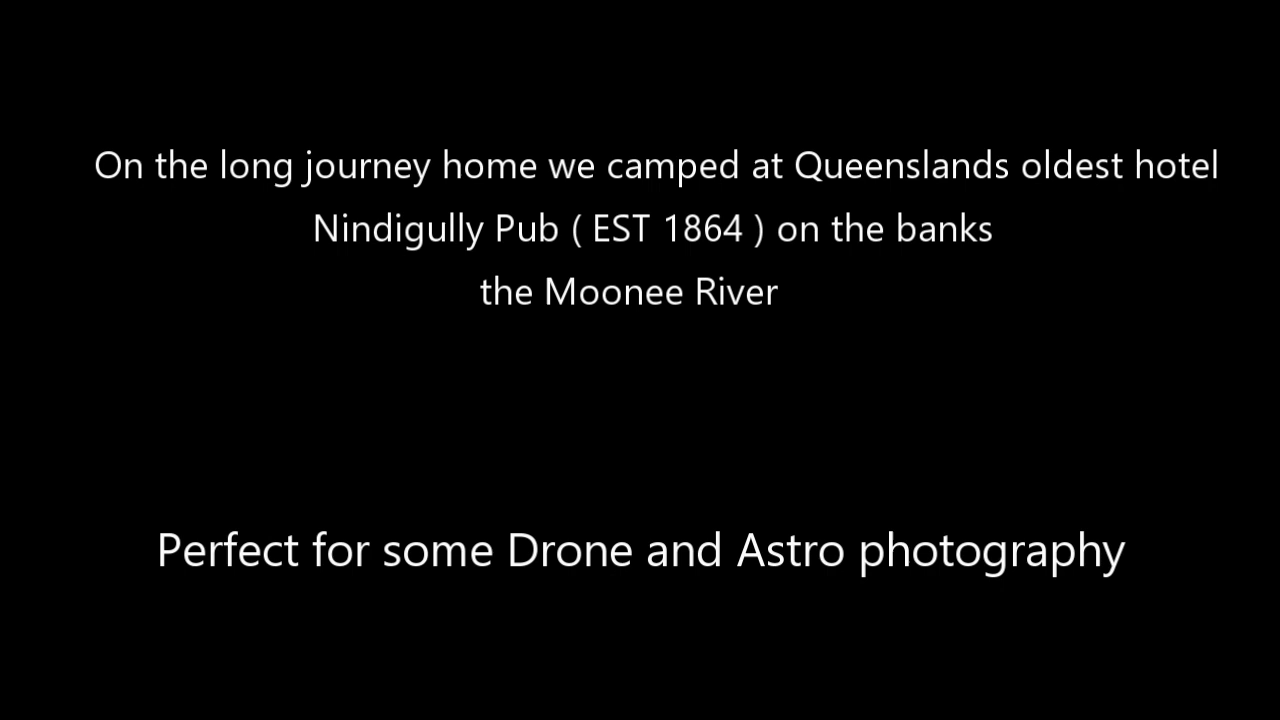 On the long journey home we camped at Queenslands oldest hotel
Nindigully Pub ( EST 1864 ) on the banks
the Moonee River
Perfect for some Drone and Astro photography